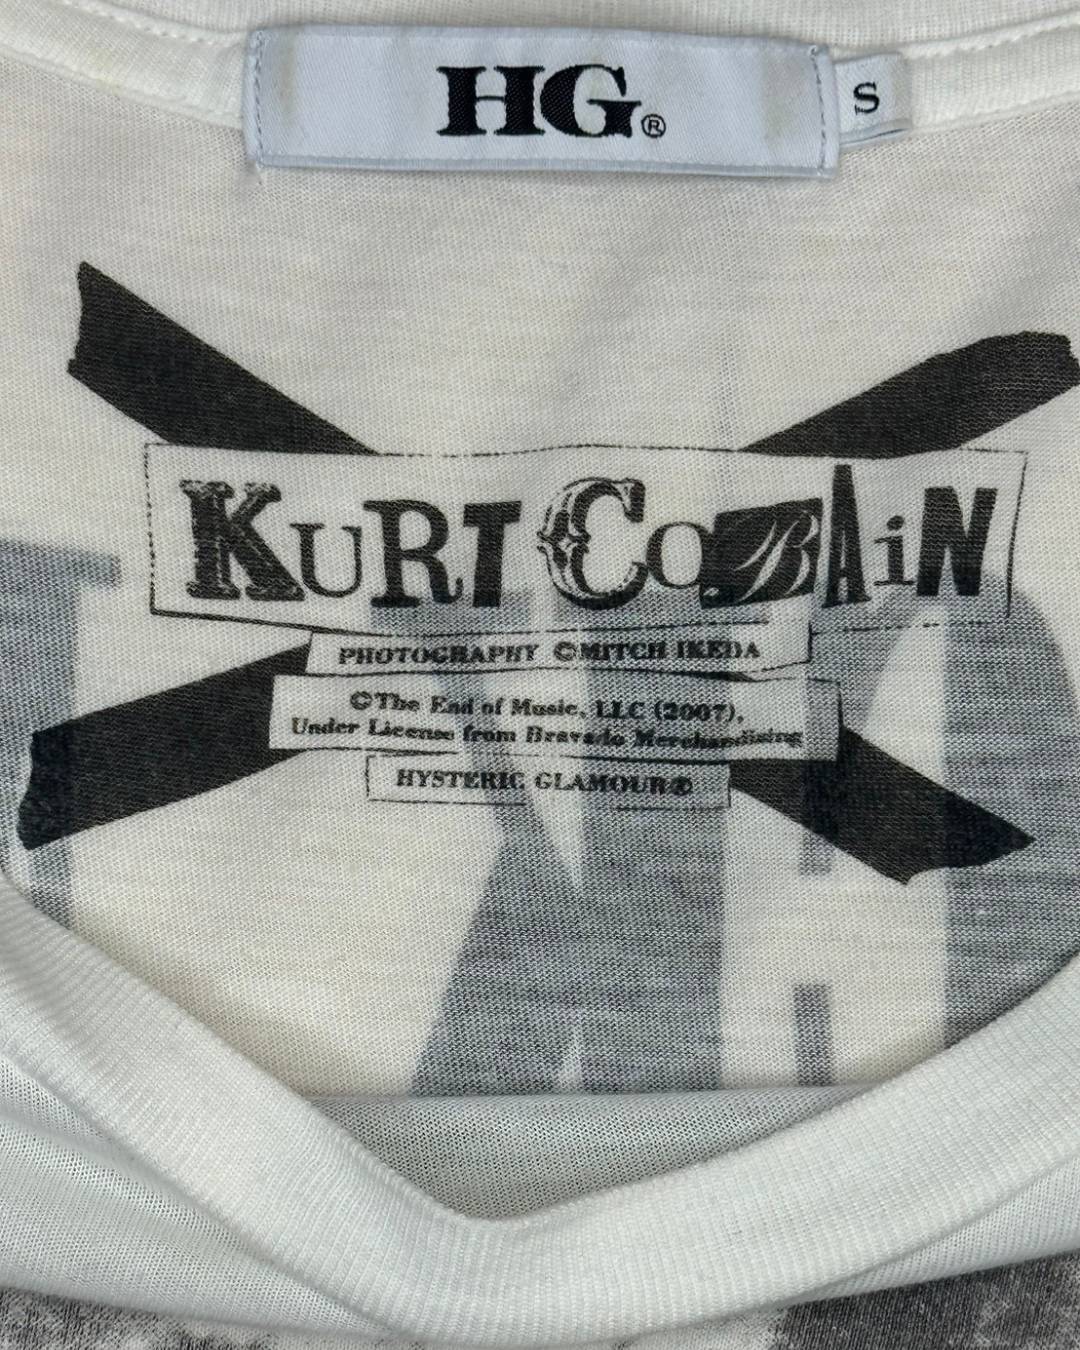 HG®
S
KURT COBAiN
PHOTOGRAPHY ©MITCH IKEDA
©The End of Music, LLC (2007),
Under License from Bravado Merchandising
HYSTERIC GLAMOUR®